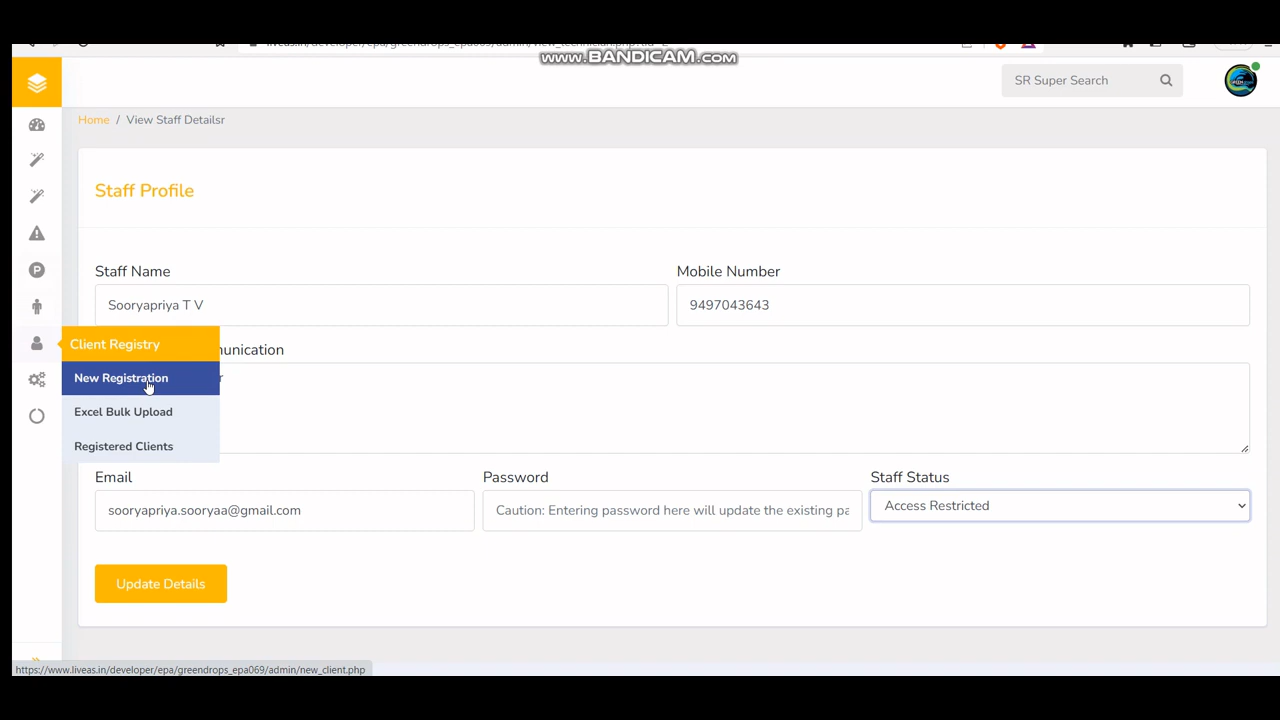 www.BANDICAM.com
SR Super Search
Home / View Staff Detailsr
Staff Profile
Staff Name
Mobile Number
Sooryapriya T V
9497043643
Client Registry
New Registration
Excel Bulk Upload
Registered Clients
Email
Password
Staff Status
sooryapriya.sooryaa@gmail.com
Caution: Entering password here will update the existing pa
Access Restricted
Update Details
https://www.liveas.in/developer/epa/greendrops_epa069/admin/new_client.php